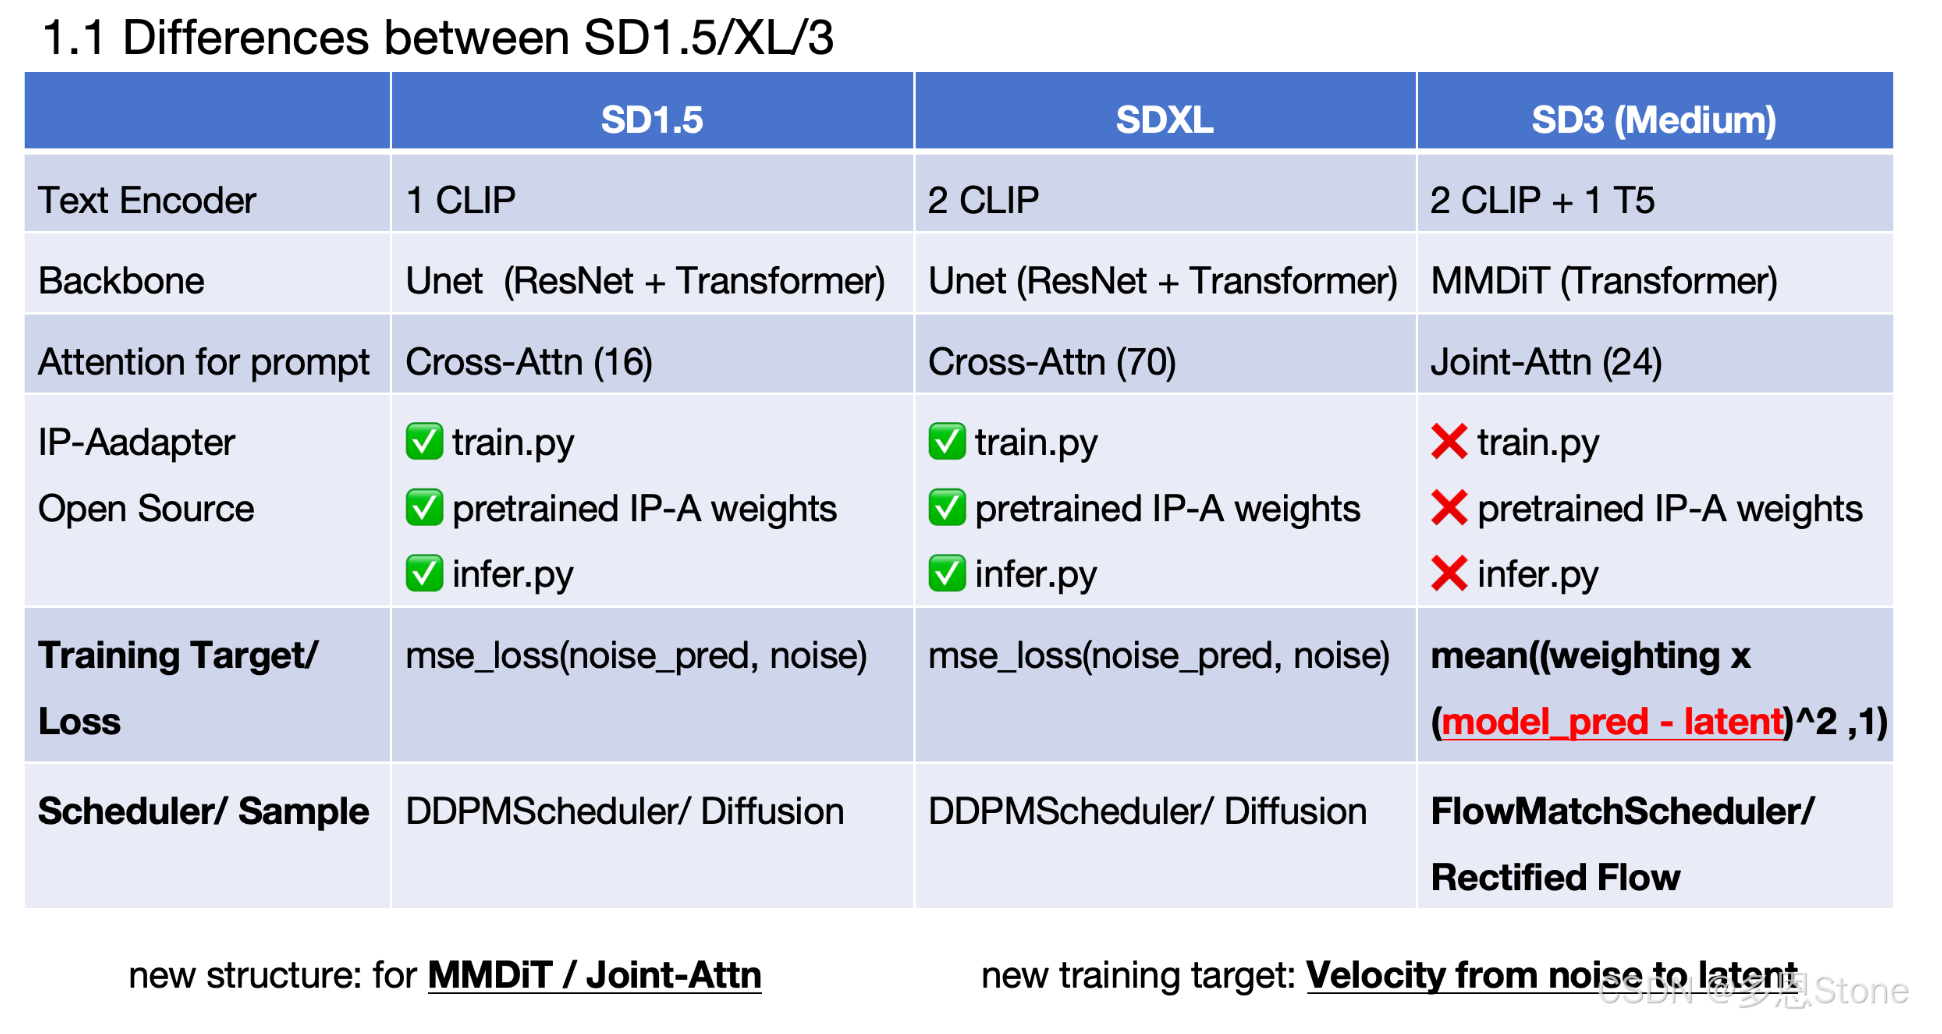 1.1 Differences between SD1.5/XL/3
SD1.5 SDXL SD3 (Medium)
Text Encoder 1 CLIP 2 CLIP 2 CLIP + 1 T5
Backbone Unet (ResNet + Transformer) Unet (ResNet + Transformer) MMDiT (Transformer)
Attention for prompt Cross-Attn (16) Cross-Attn (70) Joint-Attn (24)
IP-Aadapter ✅ train.py ✅ train.py ❌ train.py
Open Source ✅ pretrained IP-A weights ✅ pretrained IP-A weights ❌ pretrained IP-A weights
✅ infer.py ✅ infer.py ❌ infer.py
Training Target/ mse_loss(noise_pred, noise) mse_loss(noise_pred, noise) mean((weighting x
Loss (model_pred - latent)^2 ,1)
Scheduler/ Sample DDPMScheduler/ Diffusion DDPMScheduler/ Diffusion FlowMatchScheduler/
Rectified Flow
new structure: for MMDiT / Joint-Attn new training target: Velocity from noise to latent
CSDN @多恩Stone